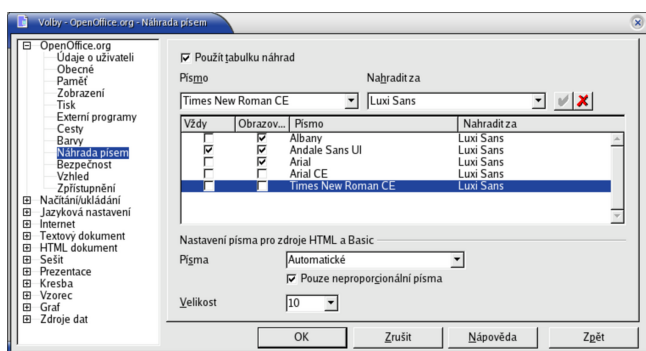 Volby - OpenOffice.org - Náhrada písem
OpenOffice.org
Údaje o uživateli
Obecné
Paměť
Zobrazení
Tisk
Externí programy
Cesty
Barvy
Náhrada písem
Bezpečnost
Vzhled
Zpřístupnění
Načítání/ukládání
Jazyková nastavení
Internet
Textový dokument
HTML dokument
Sešit
Prezentace
Kresba
Vzorec
Graf
Zdroje dat
Použít tabulku náhrad
Písmo Nahradit za
Times New Roman CE Luxi Sans
Vždy Obrazov... Písmo Nahradit za
Albany Luxi Sans
Andale Sans UI Luxi Sans
Arial Luxi Sans
Arial CE Luxi Sans
Times New Roman CE Luxi Sans
Nastavení písma pro zdroje HTML a Basic
Písma Automatické
Pouze neproporcionální písma
Velikost 10
OK Zrušit Nápověda Zpět